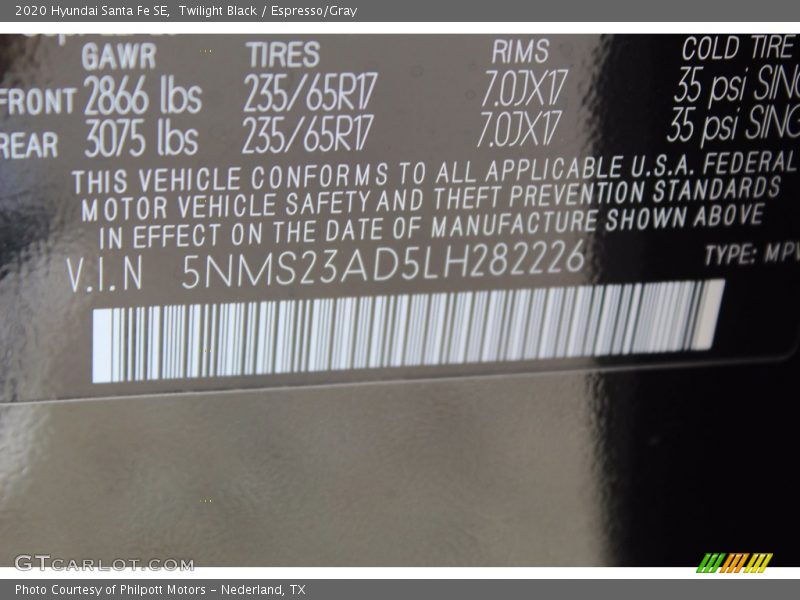 2020 Hyundai Santa Fe SE, Twilight Black / Espresso/Gray
GAWR TIRES RIMS COLD TIRE
FRONT 2866 lbs 235/65R17 7.0JX17 35 psi SING
REAR 3075 lbs 235/65R17 7.0JX17 35 psi SING
THIS VEHICLE CONFORMS TO ALL APPLICABLE U.S.A. FEDERAL
MOTOR VEHICLE SAFETY AND THEFT PREVENTION STANDARDS
IN EFFECT ON THE DATE OF MANUFACTURE SHOWN ABOVE
V.I.N 5NMS23AD5LH282226 TYPE: MPV
GTCARLOT.COM
Photo Courtesy of Philpott Motors - Nederland, TX